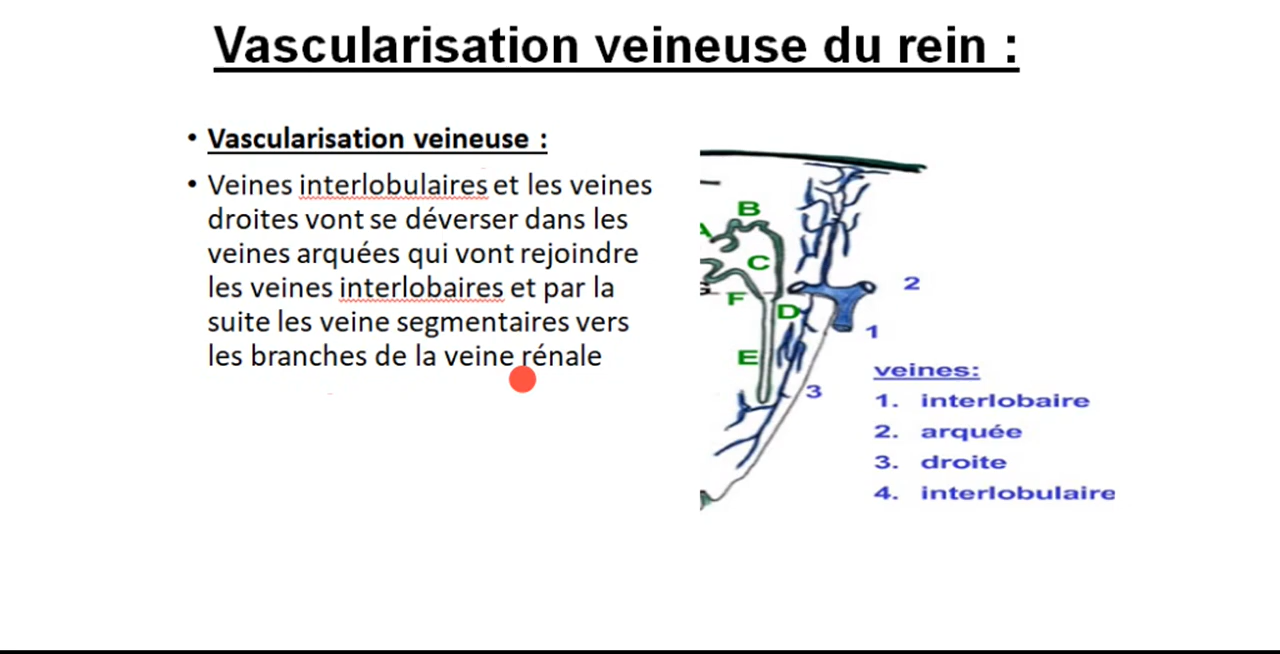 Vascularisation veineuse du rein :
• Vascularisation veineuse :
• Veines interlobulaires et les veines
droites vont se déverser dans les
veines arquées qui vont rejoindre
les veines interlobaires et par la
suite les veine segmentaires vers
les branches de la veine rénale
A
B
C
F
D
E
2
1
3
veines:
1. interlobaire
2. arquée
3. droite
4. interlobulaire